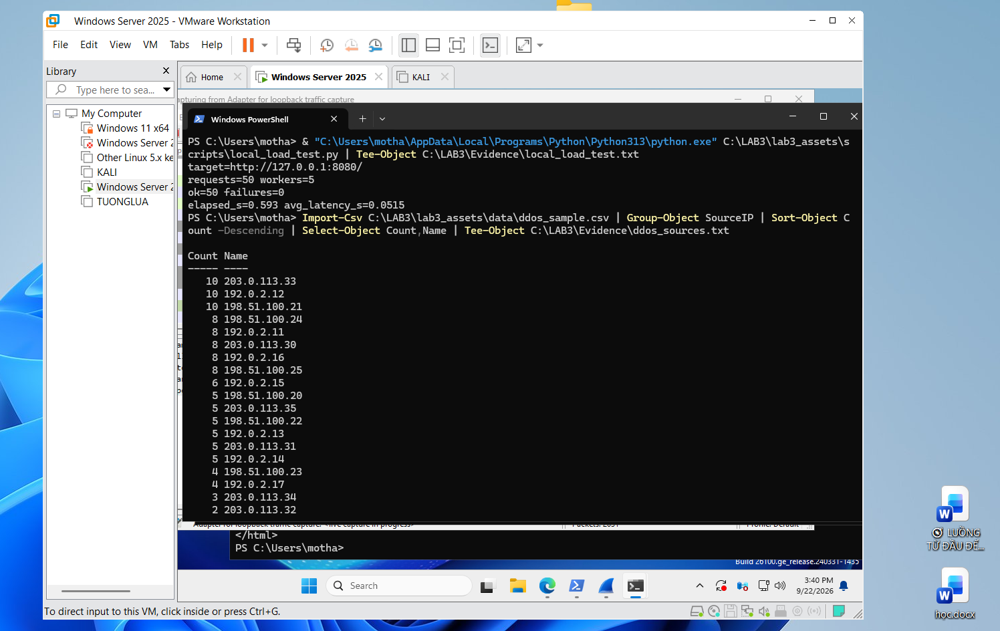 Windows Server 2025 - VMware Workstation
File Edit View VM Tabs Help
Library
Type here to sea...
My Computer
Windows 11 x64
Windows Server 2
Other Linux 5.x ke
KALI
Windows Server 2
TUONGLUA
Home
Windows Server 2025
KALI
apturing from Adapter for loopback traffic capture
Windows PowerShell
PS C:\Users\motha> & "C:\Users\motha\AppData\Local\Programs\Python\Python313\python.exe" C:\LAB3\lab3_assets\s
cripts\local_load_test.py | Tee-Object C:\LAB3\Evidence\local_load_test.txt
target=http://127.0.0.1:8080/
requests=50 workers=5
ok=50 failures=0
elapsed_s=0.593 avg_latency_s=0.0515
PS C:\Users\motha> Import-Csv C:\LAB3\lab3_assets\data\ddos_sample.csv | Group-Object SourceIP | Sort-Object C
ount -Descending | Select-Object Count,Name | Tee-Object C:\LAB3\Evidence\ddos_sources.txt
Count Name
----- ----
10 203.0.113.33
10 192.0.2.12
10 198.51.100.21
8 198.51.100.24
8 192.0.2.11
8 203.0.113.30
8 192.0.2.16
8 198.51.100.25
6 192.0.2.15
5 198.51.100.20
5 203.0.113.35
5 198.51.100.22
5 192.0.2.13
5 203.0.113.31
5 192.0.2.14
4 198.51.100.23
4 192.0.2.17
3 203.0.113.34
2 203.0.113.32
Adapter for loopback traffic capture: <live capture in progress>
Profile: Default
</html>
PS C:\Users\motha>
Build 26100.ge_release.240331-1435
Search
3:40 PM
9/22/2026
To direct input to this VM, click inside or press Ctrl+G.
LUỒNG
TỪ ĐẦU ĐẾ...
học.docx